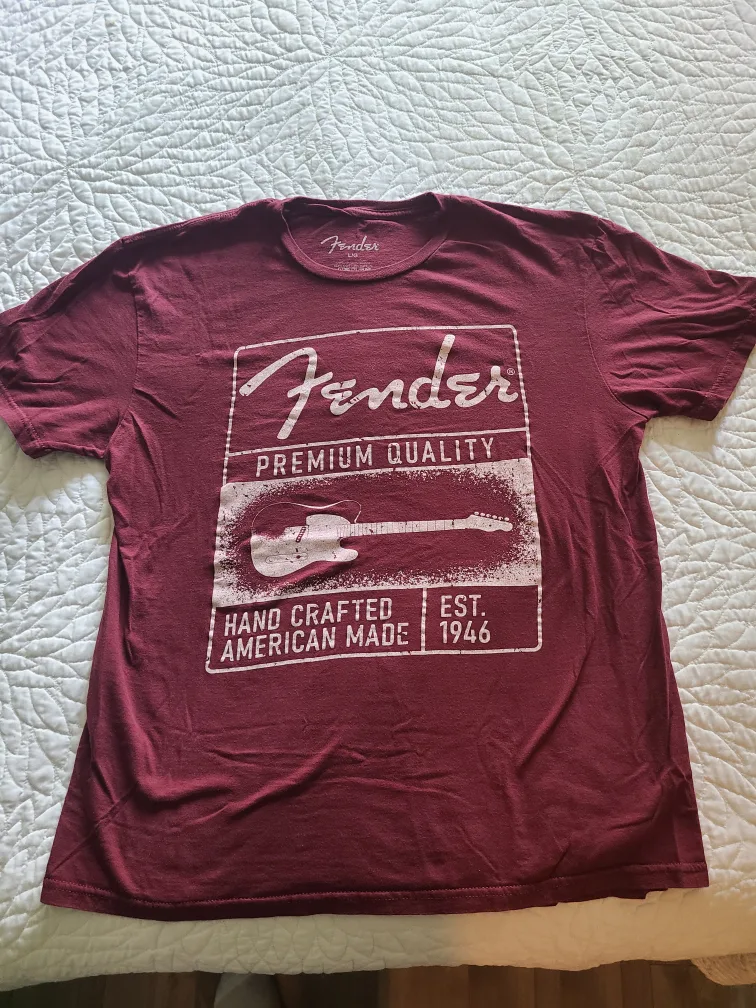 Fender
L/G
Fender®
PREMIUM QUALITY
HAND CRAFTED
AMERICAN MADE
EST.
1946